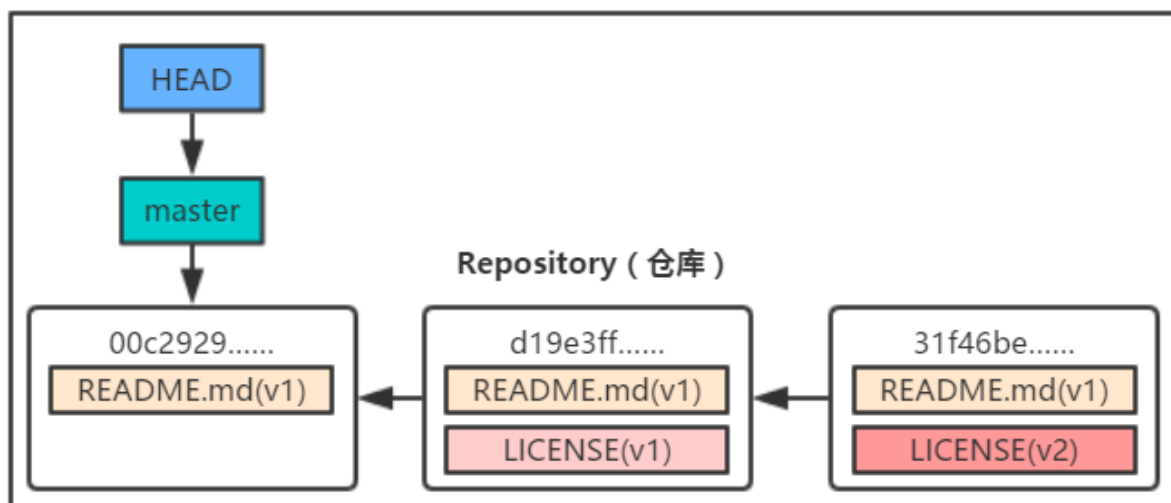 HEAD
master
Repository（仓库）
00c2929……
README.md(v1)
d19e3ff……
README.md(v1)
LICENSE(v1)
31f46be……
README.md(v1)
LICENSE(v2)